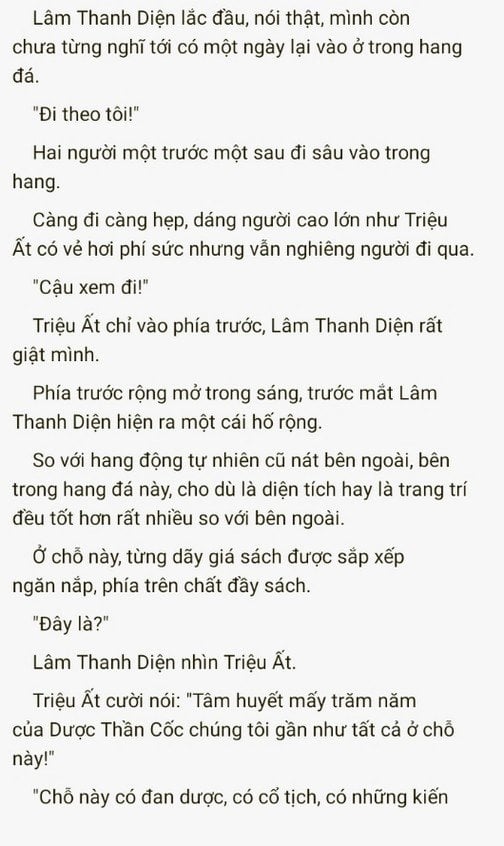 Lâm Thanh Diện lắc đầu, nói thật, mình còn
chưa từng nghĩ tới có một ngày lại vào ở trong hang
đá.
"Đi theo tôi!"
Hai người một trước một sau đi sâu vào trong
hang.
Càng đi càng hẹp, dáng người cao lớn như Triệu
Ất có vẻ hơi phí sức nhưng vẫn nghiêng người đi qua.
"Cậu xem đi!"
Triệu Ất chỉ vào phía trước, Lâm Thanh Diện rất
giật mình.
Phía trước rộng mở trong sáng, trước mắt Lâm
Thanh Diện hiện ra một cái hố rộng.
So với hang động tự nhiên cũ nát bên ngoài, bên
trong hang đá này, cho dù là diện tích hay là trang trí
đều tốt hơn rất nhiều so với bên ngoài.
Ở chỗ này, từng dãy giá sách được sắp xếp
ngăn nắp, phía trên chất đầy sách.
"Đây là?"
Lâm Thanh Diện nhìn Triệu Ất.
Triệu Ất cười nói: "Tâm huyết mấy trăm năm
của Dược Thần Cốc chúng tôi gần như tất cả ở chỗ
này!"
"Chỗ này có đan dược, có cổ tịch, có những kiến